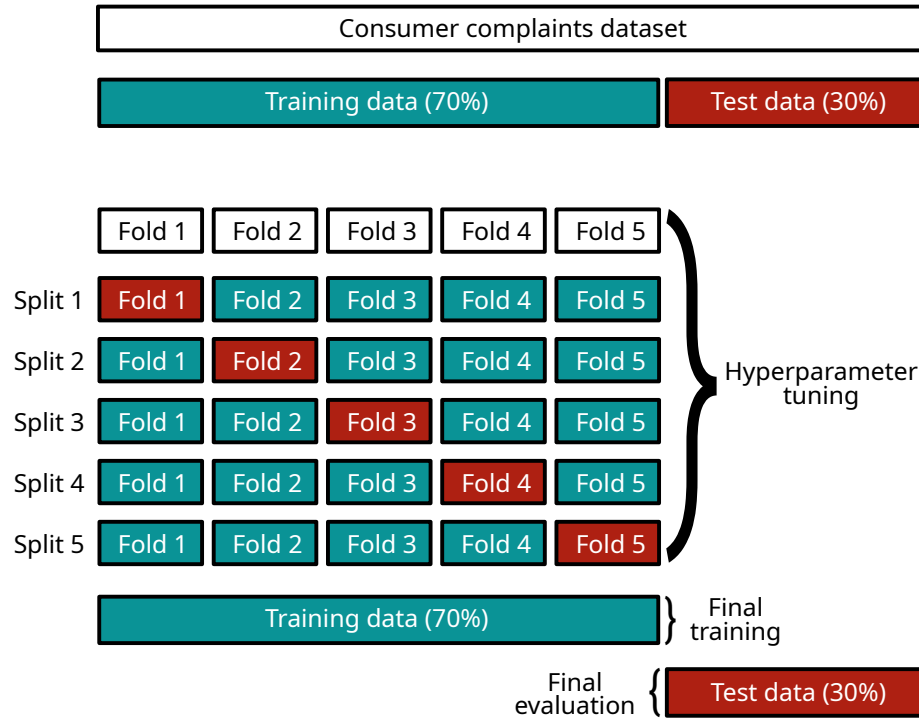 Consumer complaints dataset
Training data (70%) Test data (30%)
Fold 1 Fold 2 Fold 3 Fold 4 Fold 5
Split 1 Fold 1 Fold 2 Fold 3 Fold 4 Fold 5
Split 2 Fold 1 Fold 2 Fold 3 Fold 4 Fold 5
Split 3 Fold 1 Fold 2 Fold 3 Fold 4 Fold 5
Split 4 Fold 1 Fold 2 Fold 3 Fold 4 Fold 5
Split 5 Fold 1 Fold 2 Fold 3 Fold 4 Fold 5
Hyperparameter
tuning
Training data (70%)
Final
training
Final
evaluation
Test data (30%)